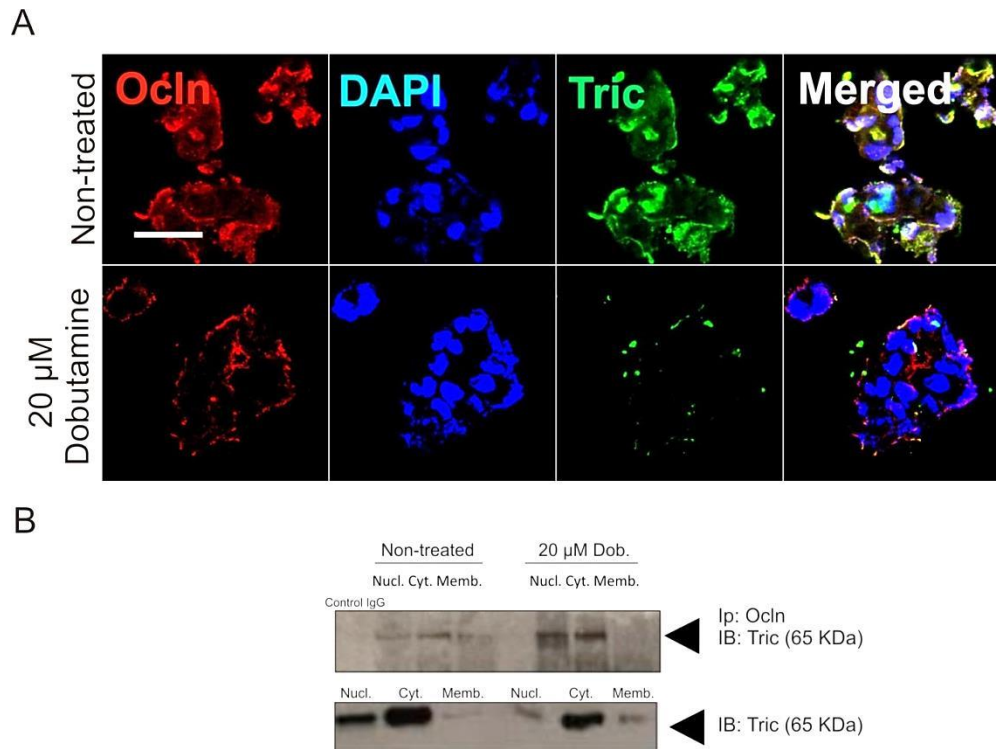 A
Ocln DAPI Tric Merged
Non-treated
20 µM
Dobutamine
B
Non-treated 20 µM Dob.
Nucl. Cyt. Memb. Nucl. Cyt. Memb.
Control IgG
Ip: Ocln
IB: Tric (65 KDa)
Nucl. Cyt. Memb. Nucl. Cyt. Memb.
IB: Tric (65 KDa)